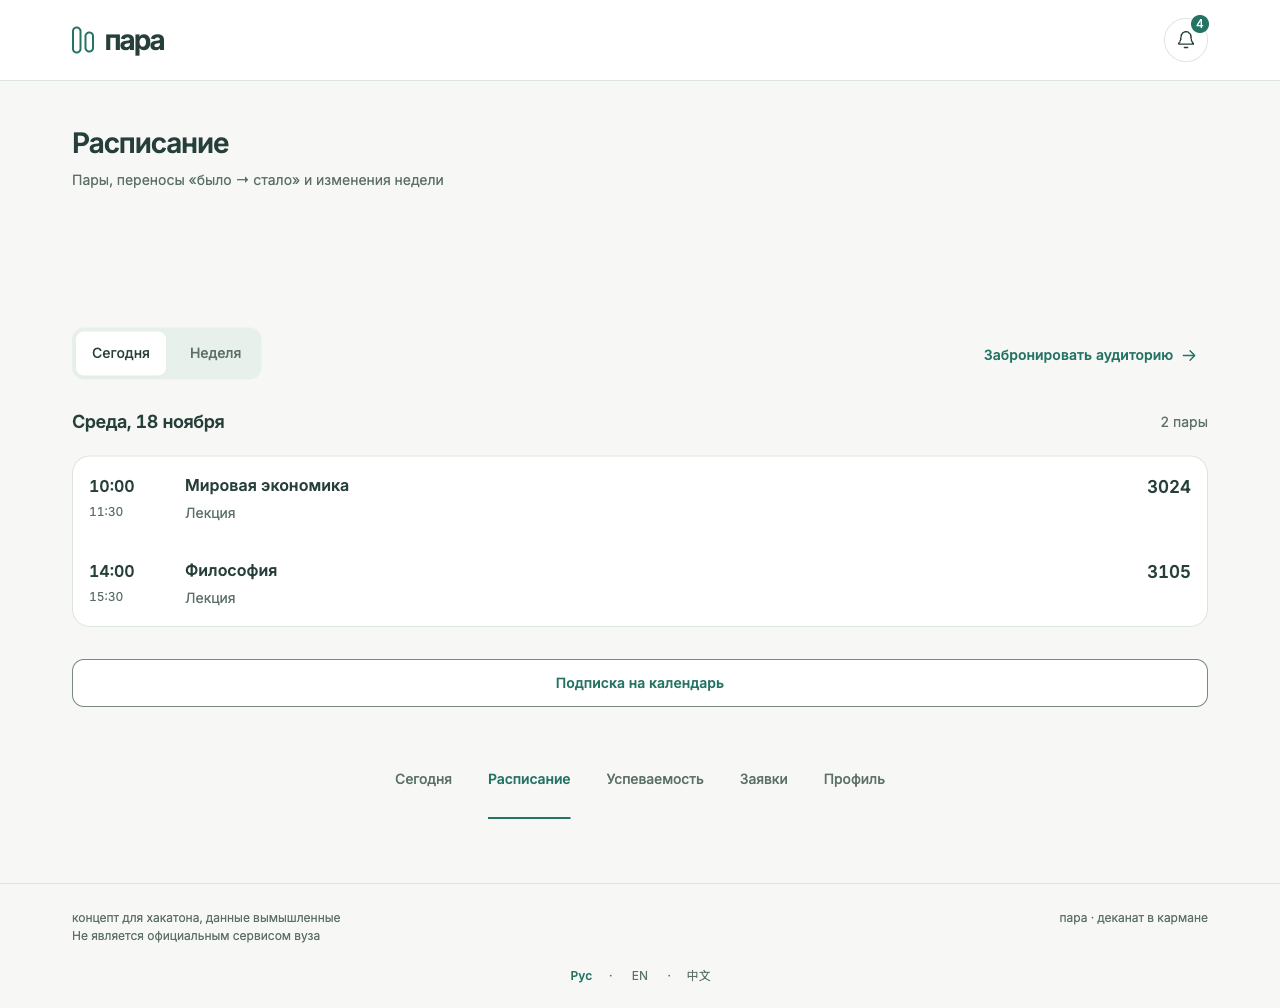 пара
4
Расписание
Пары, переносы «было → стало» и изменения недели
Сегодня Неделя
Забронировать аудиторию →
Среда, 18 ноября
2 пары
10:00 Мировая экономика 3024
11:30 Лекция
14:00 Философия 3105
15:30 Лекция
Подписка на календарь
Сегодня Расписание Успеваемость Заявки Профиль
концепт для хакатона, данные вымышленные
Не является официальным сервисом вуза
пара · деканат в кармане
Рус · EN · 中文